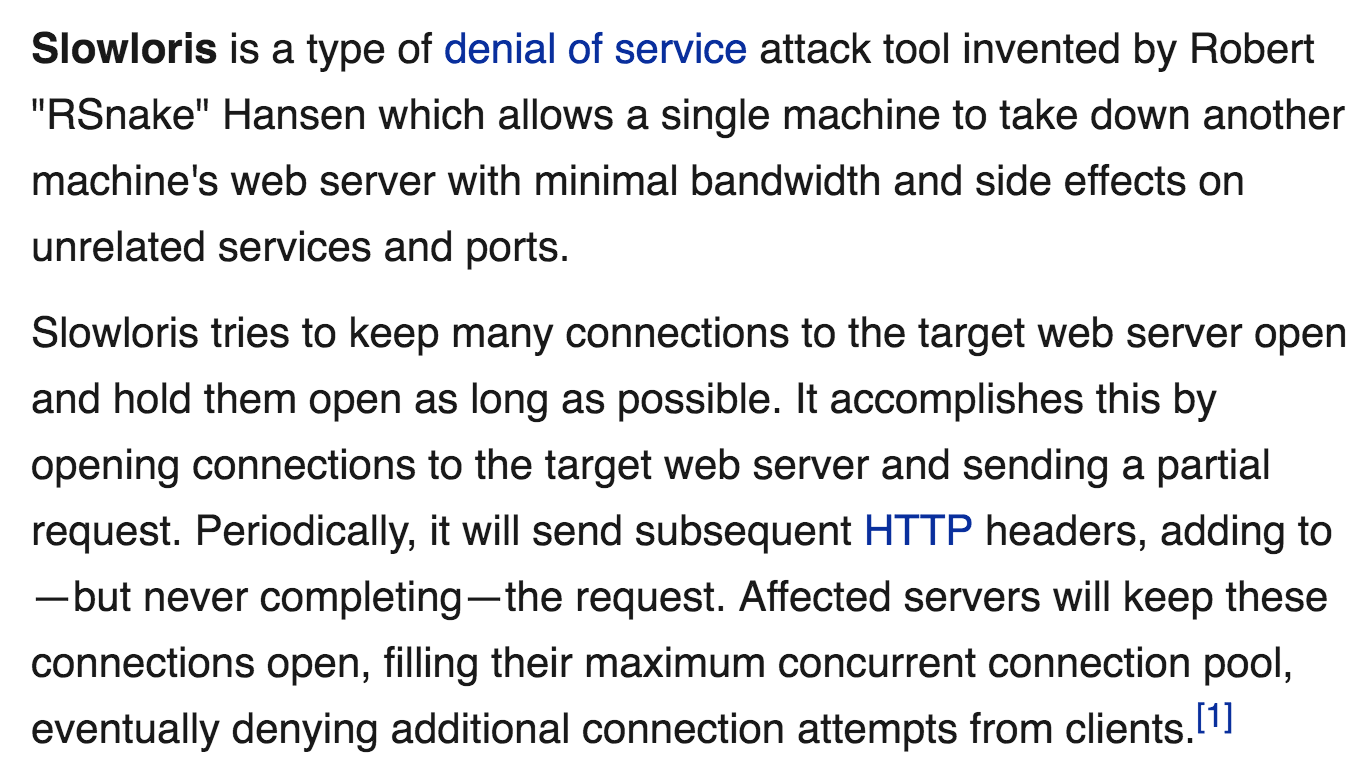 Slowloris is a type of denial of service attack tool invented by Robert
"RSnake" Hansen which allows a single machine to take down another
machine's web server with minimal bandwidth and side effects on
unrelated services and ports.
Slowloris tries to keep many connections to the target web server open
and hold them open as long as possible. It accomplishes this by
opening connections to the target web server and sending a partial
request. Periodically, it will send subsequent HTTP headers, adding to
—but never completing—the request. Affected servers will keep these
connections open, filling their maximum concurrent connection pool,
eventually denying additional connection attempts from clients.[1]